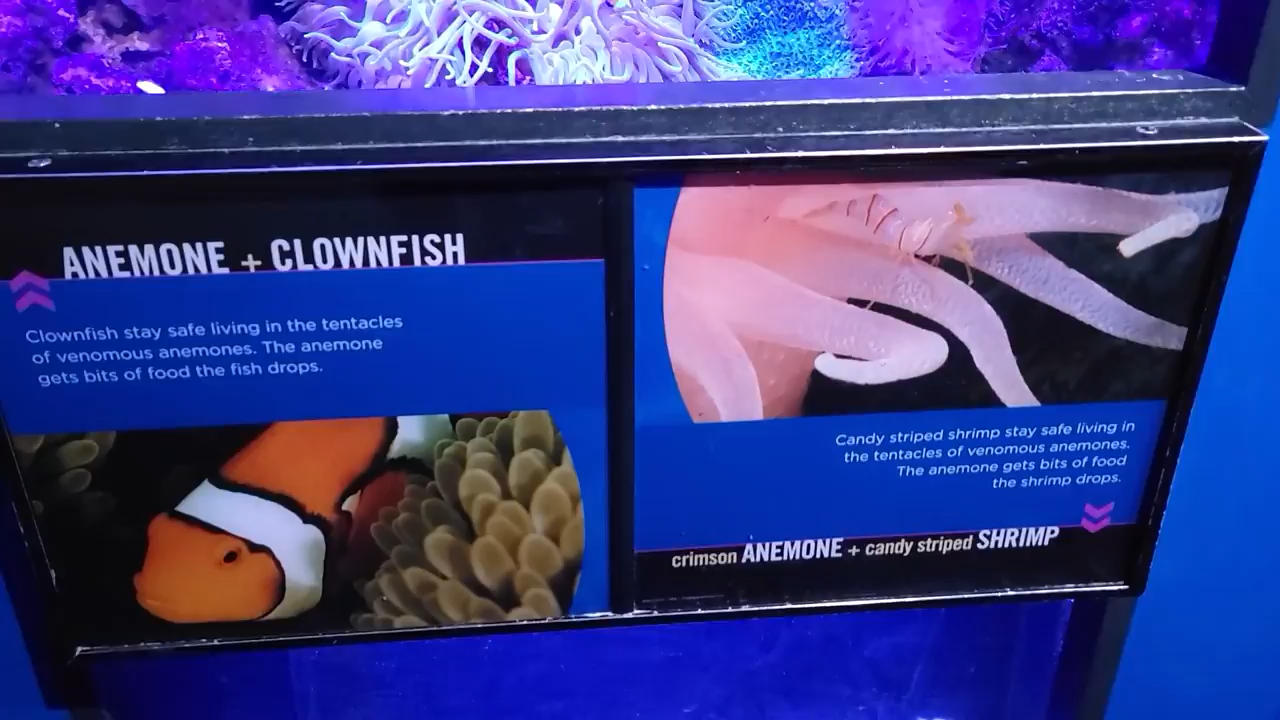 ANEMONE + CLOWNFISH
Clownfish stay safe living in the tentacles
of venomous anemones. The anemone
gets bits of food the fish drops.
Candy striped shrimp stay safe living in
the tentacles of venomous anemones.
The anemone gets bits of food
the shrimp drops.
crimson ANEMONE + candy striped SHRIMP